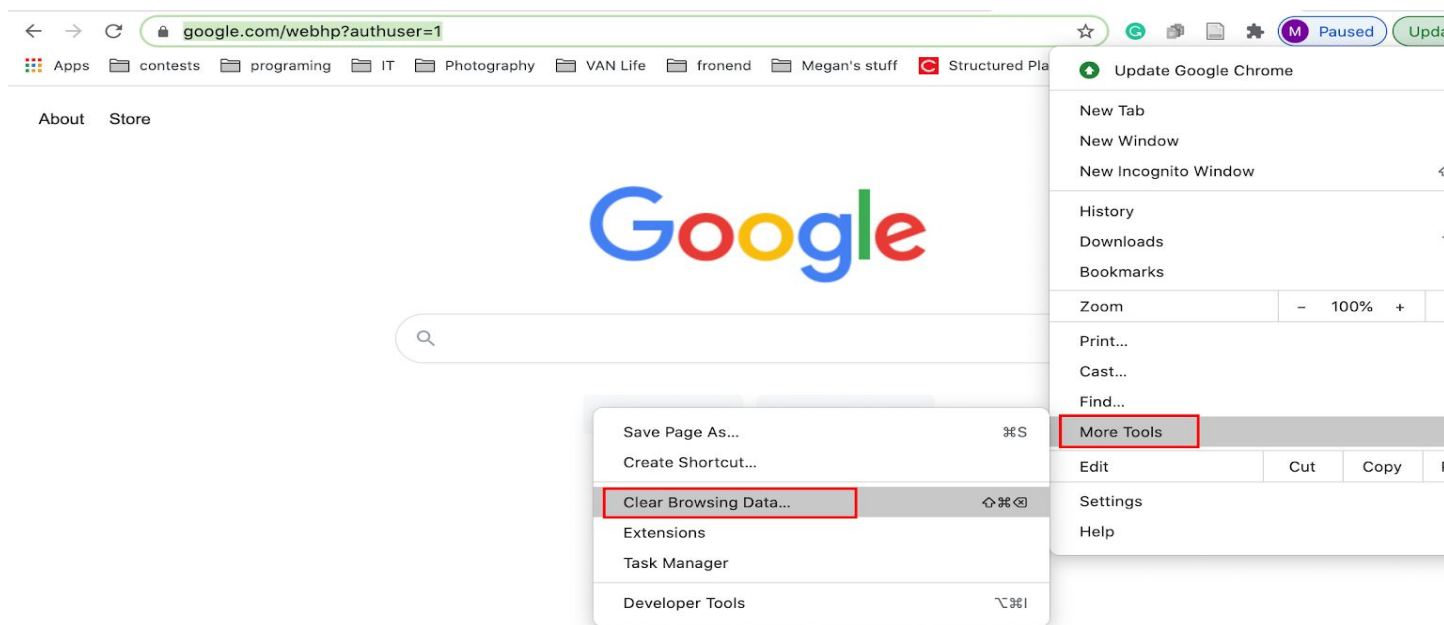 google.com/webhp?authuser=1
M Paused
Apps contests programing IT Photography VAN Life fronend Megan's stuff C Structured
About Store
Google
Update Google Chrome
New Tab
New Window
New Incognito Window
History
Downloads
Bookmarks
Zoom - 100% +
Print...
Cast...
Find...
More Tools
Edit Cut Copy
Settings
Help
Save Page As... ⌘S
Create Shortcut...
Clear Browsing Data... ⇧⌘⌫
Extensions
Task Manager
Developer Tools ⌥⌘I